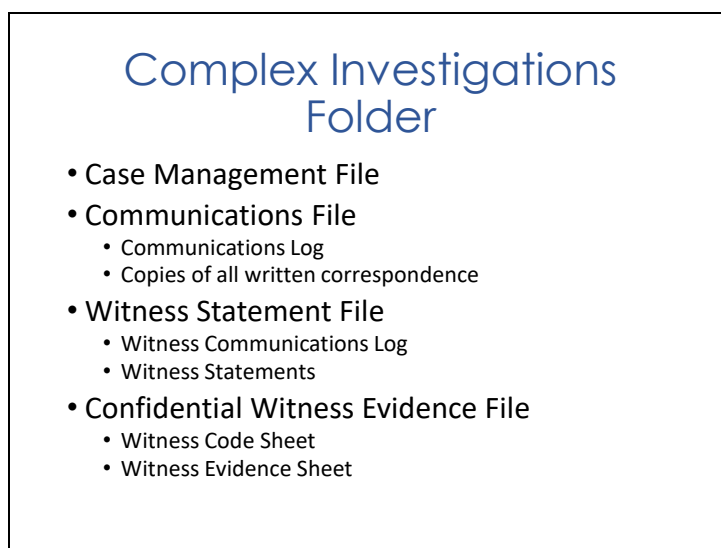 Complex Investigations
Folder
• Case Management File
• Communications File
• Communications Log
• Copies of all written correspondence
• Witness Statement File
• Witness Communications Log
• Witness Statements
• Confidential Witness Evidence File
• Witness Code Sheet
• Witness Evidence Sheet